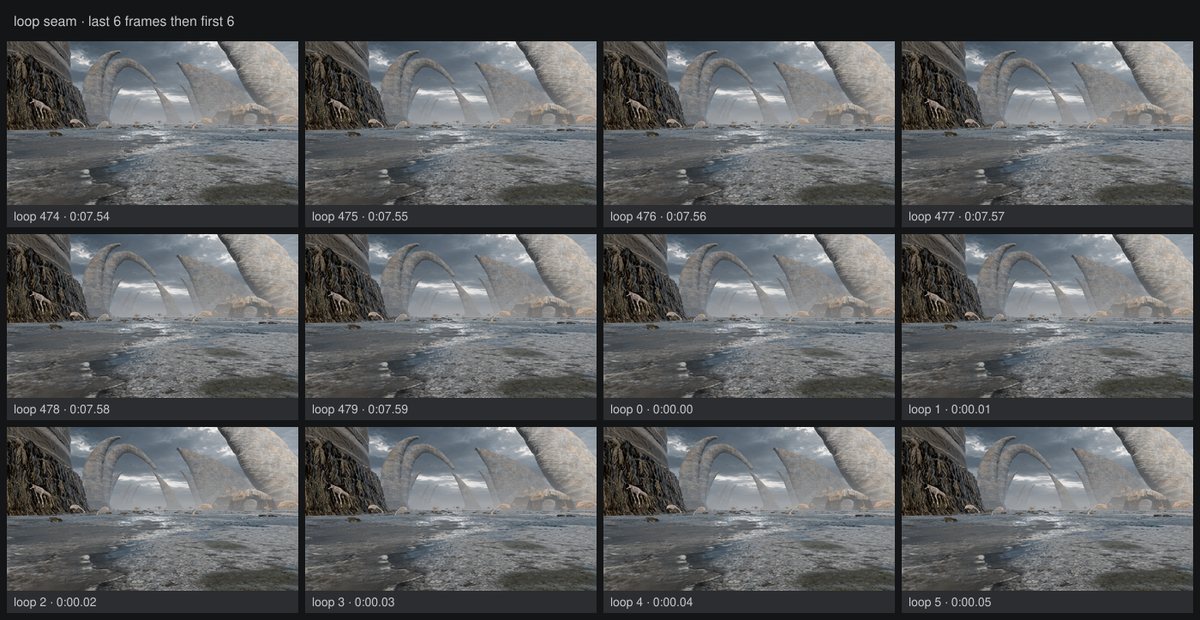 loop seam · last 6 frames then first 6
loop 474 · 0:07.54
loop 475 · 0:07.55
loop 476 · 0:07.56
loop 477 · 0:07.57
loop 478 · 0:07.58
loop 479 · 0:07.59
loop 0 · 0:00.00
loop 1 · 0:00.01
loop 2 · 0:00.02
loop 3 · 0:00.03
loop 4 · 0:00.04
loop 5 · 0:00.05